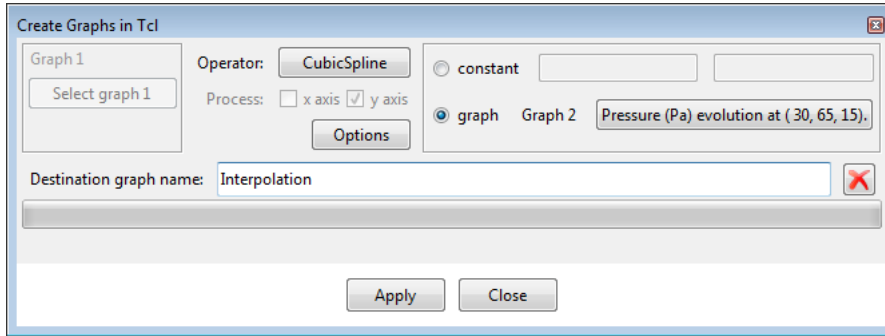 Create Graphs in Tcl
Graph 1
Select graph 1
Operator: CubicSpline
Process: x axis y axis
Options
constant
graph Graph 2 Pressure (Pa) evolution at ( 30, 65, 15).
Destination graph name: Interpolation
Apply Close